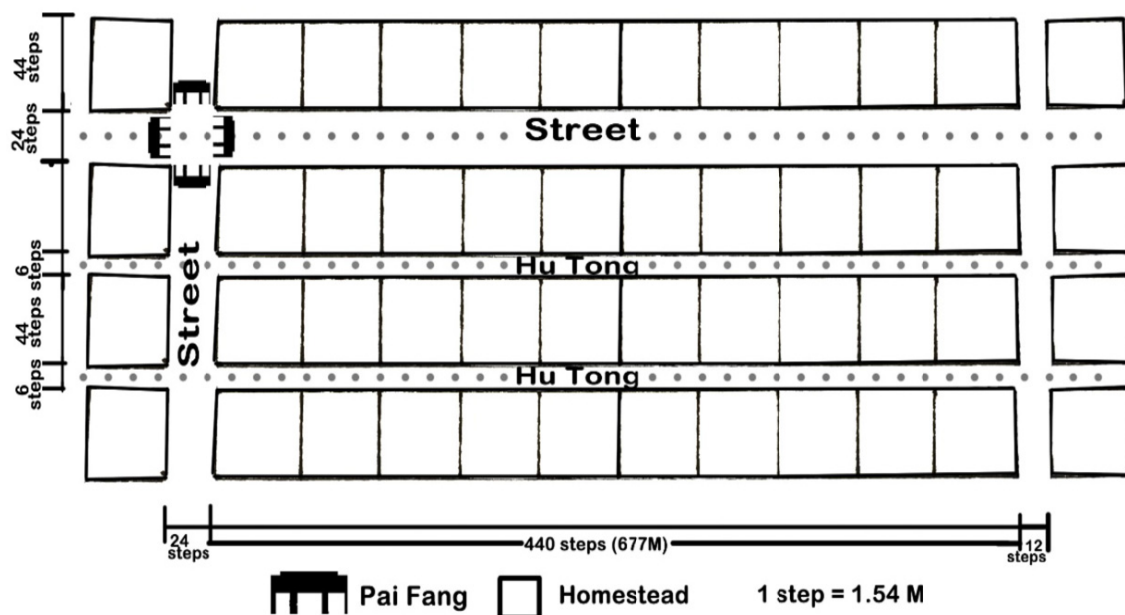 44
steps
24
steps
Street
6 steps
Hu Tong
Street
44 steps
6
steps
Hu Tong
24
steps
440 steps (677M)
12
steps
Pai Fang
Homestead
1 step = 1.54 M